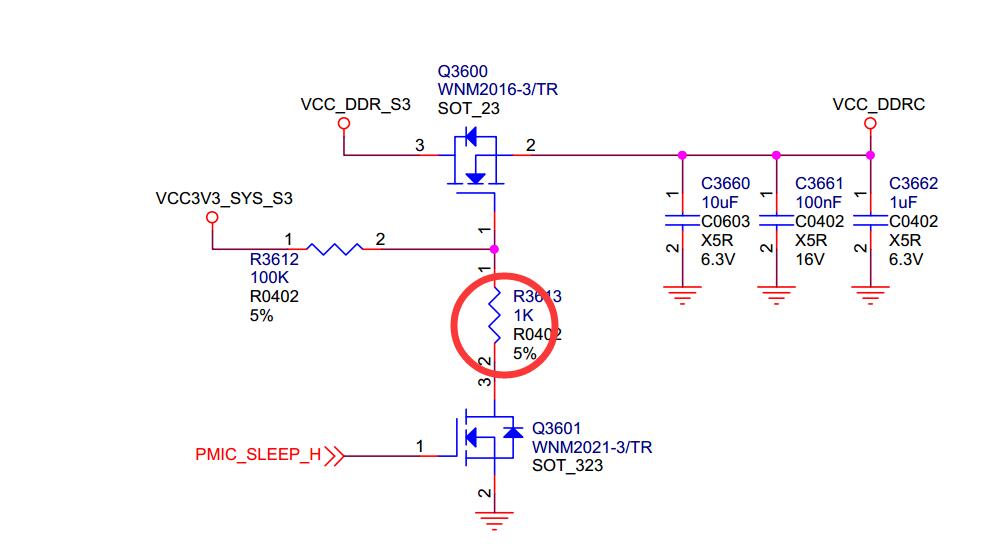 Q3600
WNM2016-3/TR
SOT_23
VCC_DDR_S3
VCC_DDRC
3
2
1
VCC3V3_SYS_S3
1
2
R3612
100K
R0402
5%
1
R3613
1K
R0402
5%
2
C3660
10uF
C0603
X5R
6.3V
1
2
C3661
100nF
C0402
X5R
16V
1
2
C3662
1uF
C0402
X5R
6.3V
1
2
3
Q3601
WNM2021-3/TR
SOT_323
PMIC_SLEEP_H
1
2